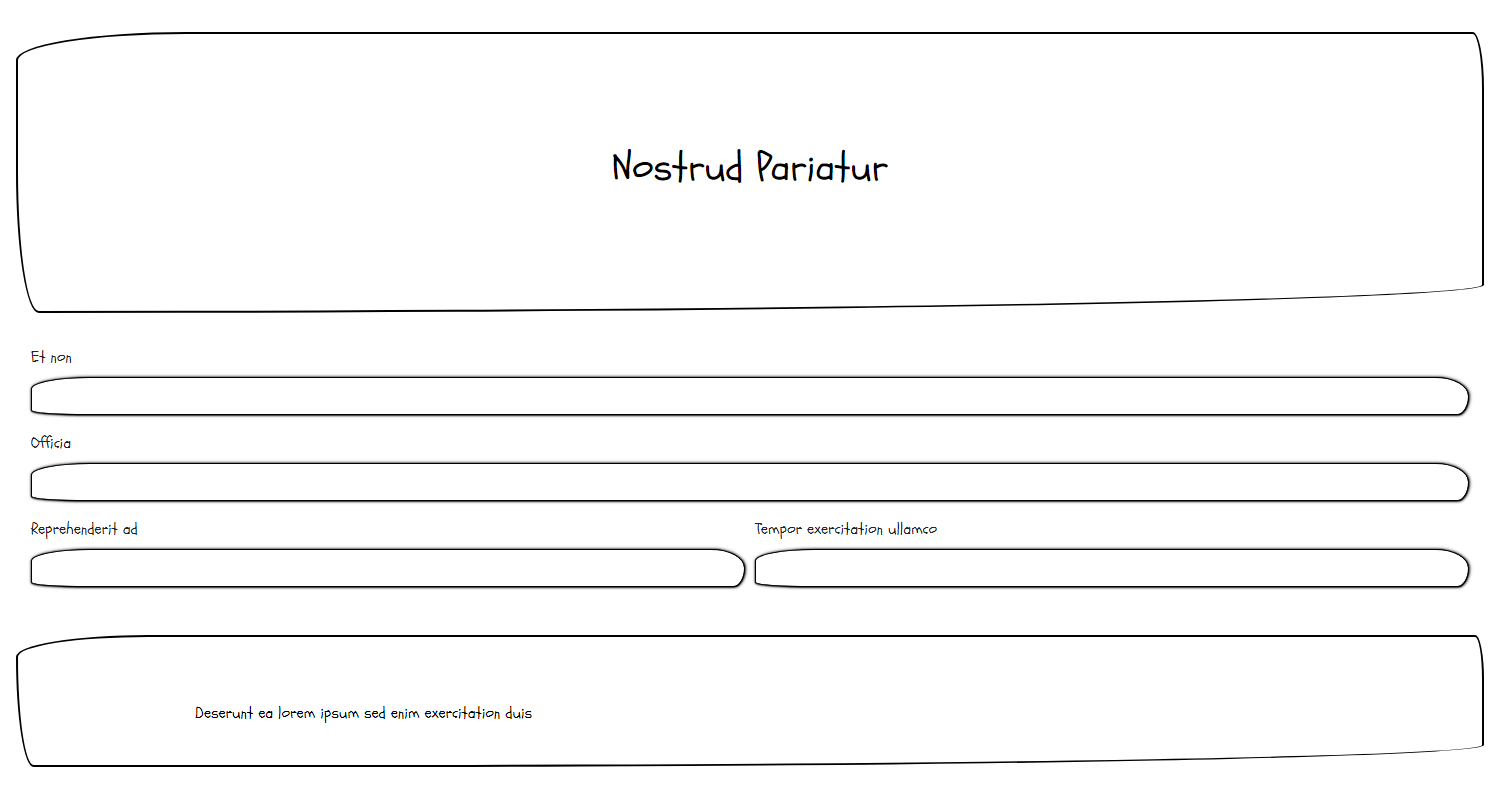 Nostrud Pariatur
Et non
Officia
Reprehenderit ad
Tempor exercitation ullamco
Deserunt ea lorem ipsum sed enim exercitation duis